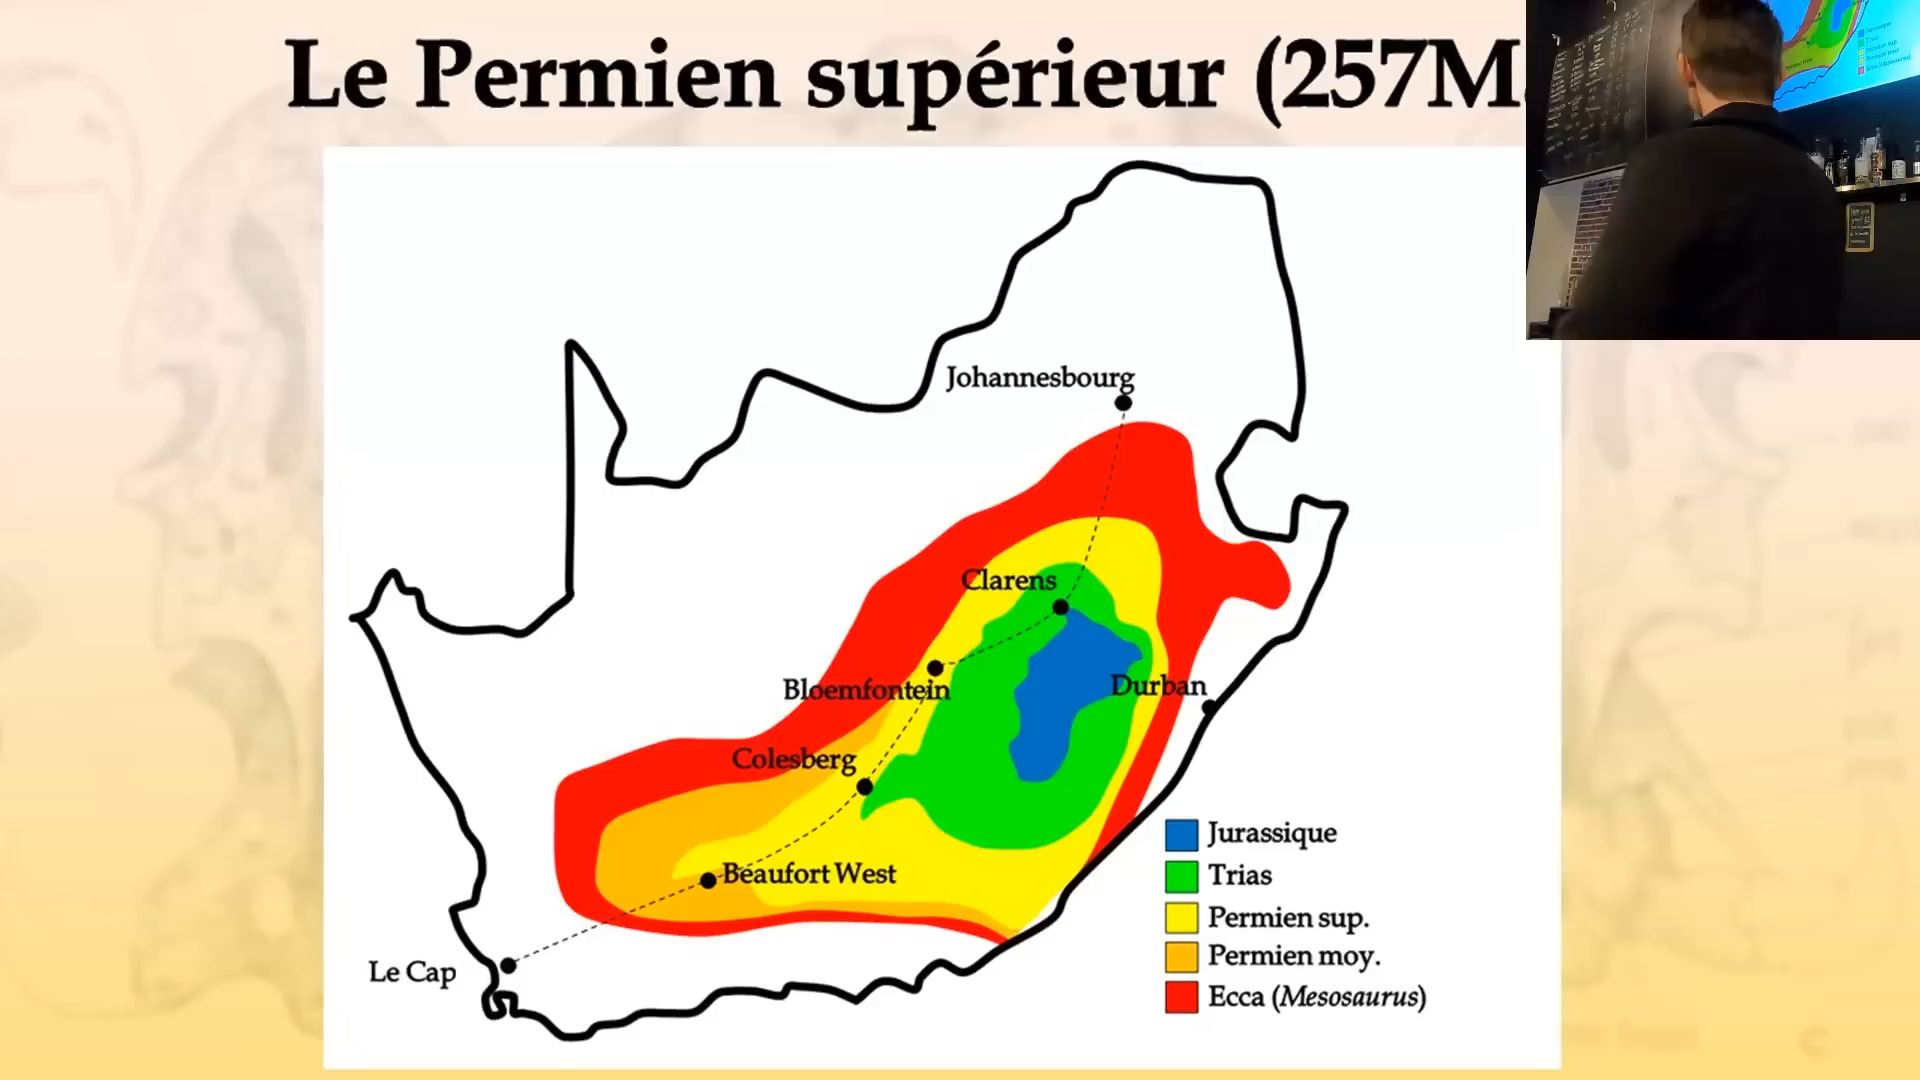 Le Permien supérieur (257M
Johannesbourg
Clarens
Bloemfontein
Durban
Colesberg
Beaufort West
Le Cap
Jurassique
Trias
Permien sup.
Permien moy.
Ecca (Mesosaurus)